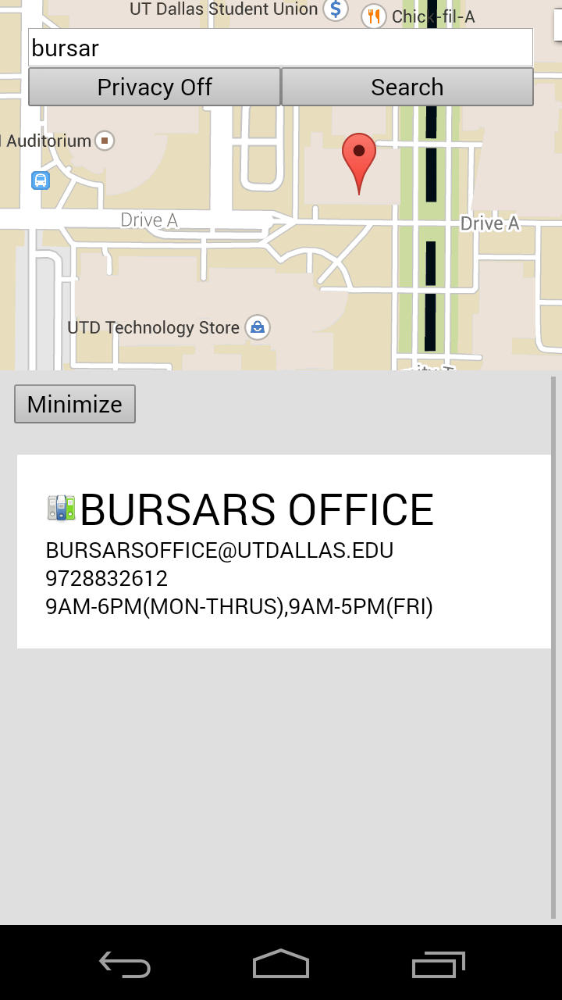 UT Dallas Student Union
Chick-fil-A
bursar
Privacy Off
Search
Auditorium
Drive A
Drive A
UTD Technology Store
Minimize
BURSARS OFFICE
BURSARSOFFICE@UTDALLAS.EDU
9728832612
9AM-6PM(MON-THRUS),9AM-5PM(FRI)